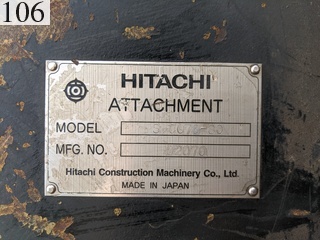 106
HITACHI
ATTACHMENT
MODEL
MFG. NO.
Hitachi Construction Machinery Co., Ltd.
MADE IN JAPAN